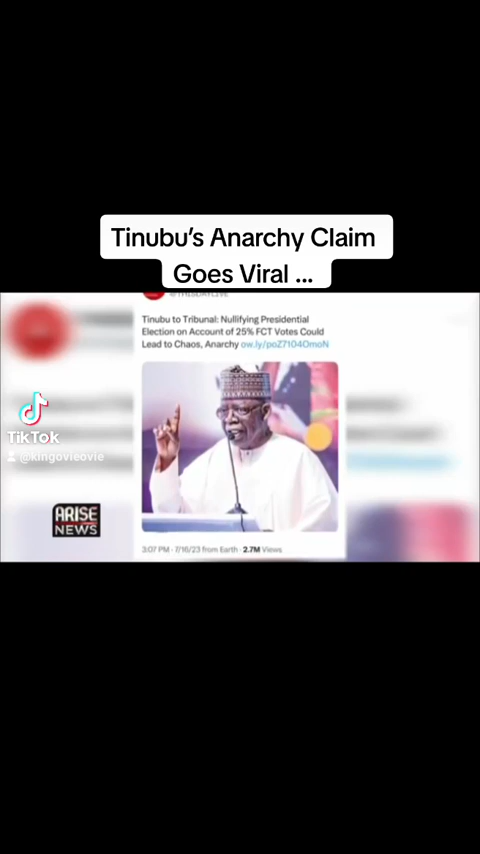 Tinubu's Anarchy Claim
Goes Viral ...
@THISDAYLIVE
Tinubu to Tribunal: Nullifying Presidential
Election on Account of 25% FCT Votes Could
Lead to Chaos, Anarchy ow.ly/poZ7104OmoN
TikTok
@kingovieovie
ARISE
NEWS
3:07 PM · 7/16/23 from Earth · 2.7M Views